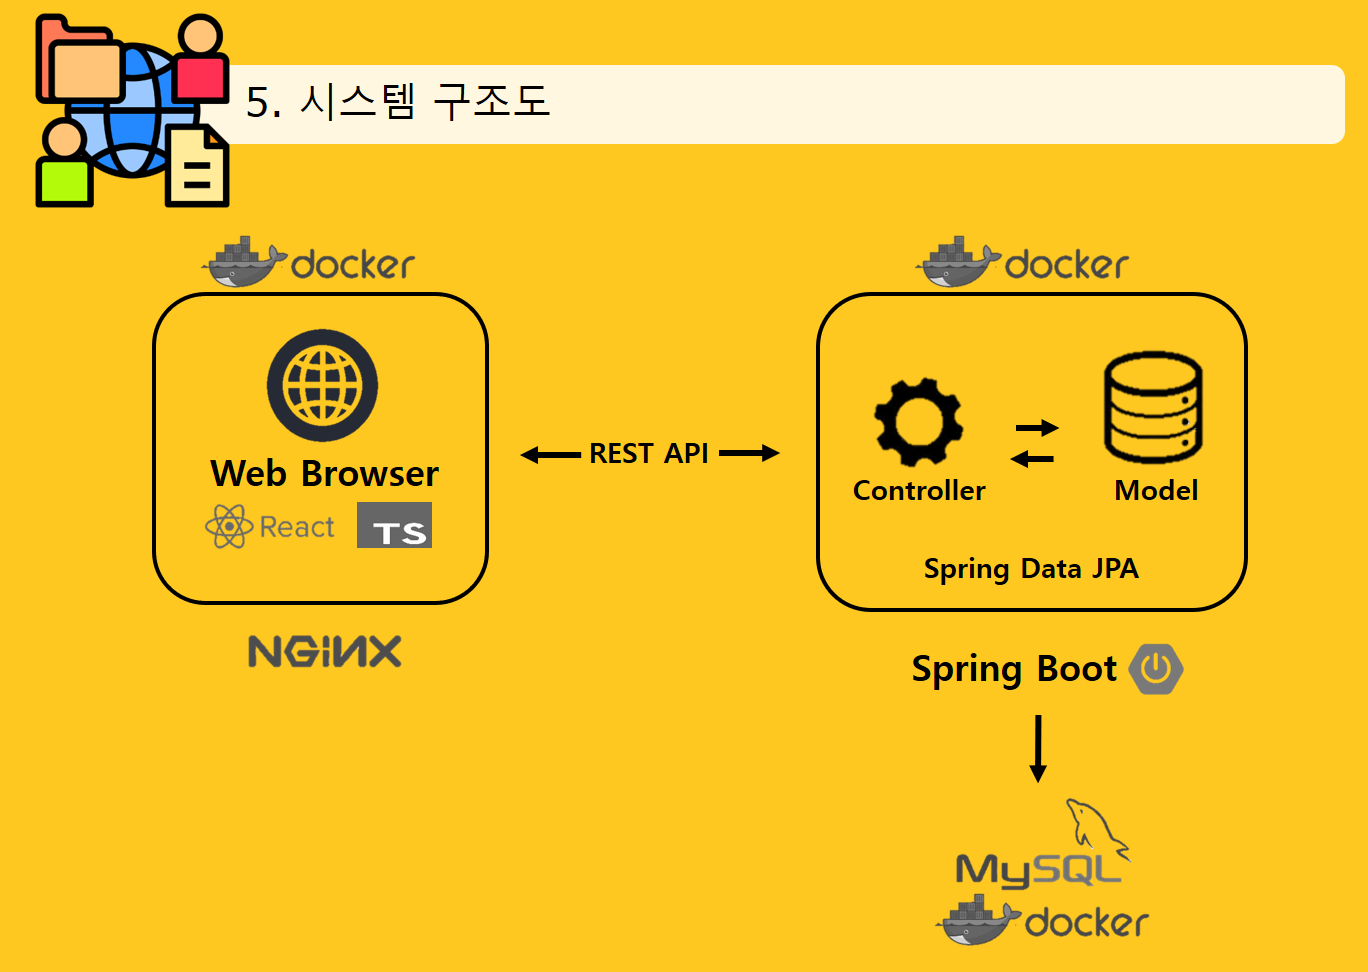 5. 시스템 구조도
docker
docker
Web Browser
React
TS
REST API
Controller
Model
Spring Data JPA
NGiNX
Spring Boot
MySQL
docker